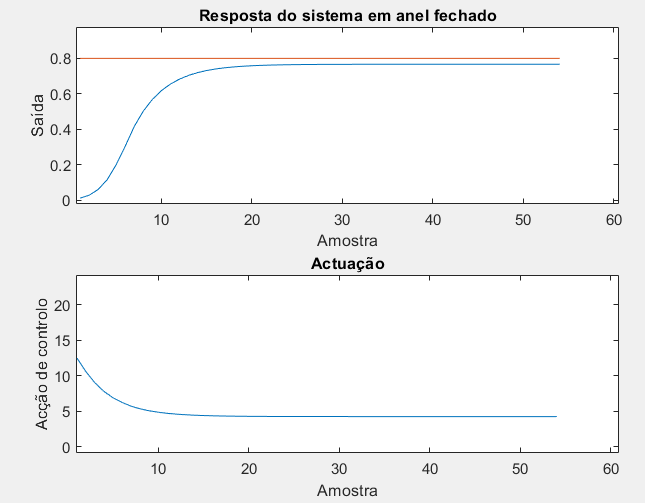 Resposta do sistema em anel fechado
Saída
0.8
0.6
0.4
0.2
0
10 20 30 40 50 60
Amostra
Actuação
Acção de controlo
20
15
10
5
0
10 20 30 40 50 60
Amostra